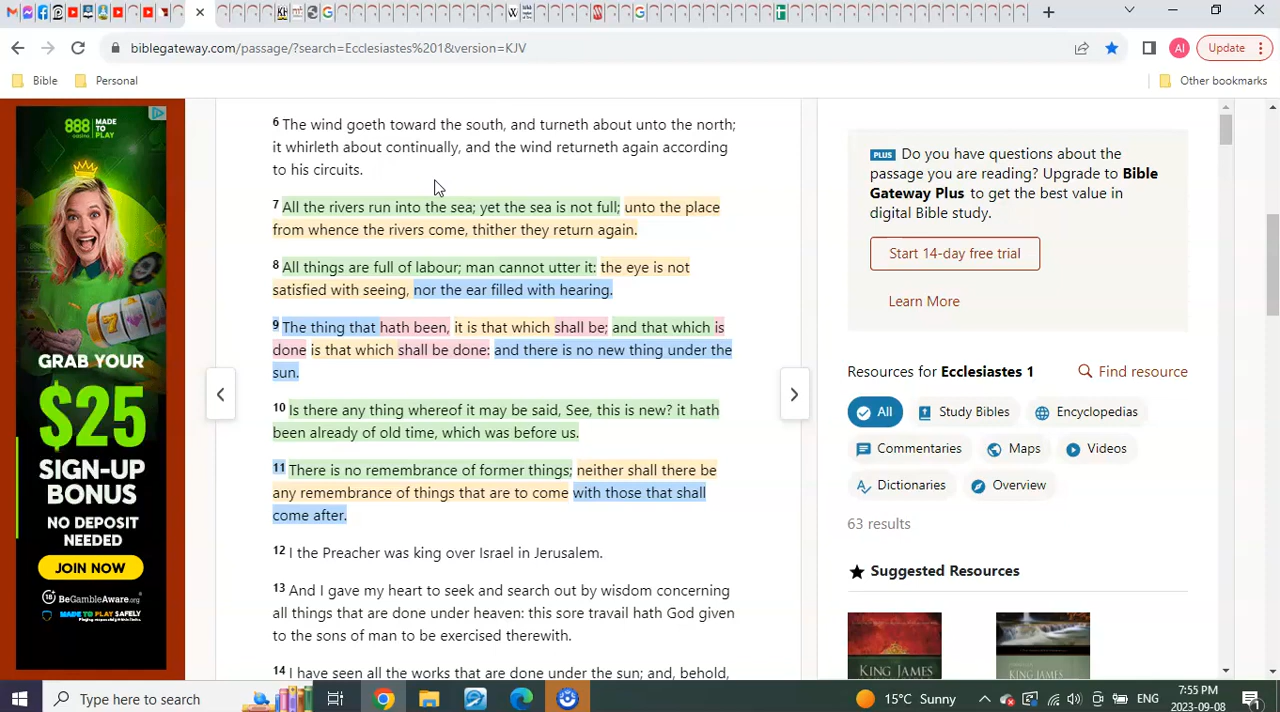 biblegateway.com/passage/?search=Ecclesiastes%201&version=KJV
AI
Update
Bible
Personal
Other bookmarks
888 MADE TO PLAY
GRAB YOUR
$25
SIGN-UP
BONUS
NO DEPOSIT
NEEDED
JOIN NOW
18+ BeGambleAware.org
MADE TO PLAY SAFELY
6 The wind goeth toward the south, and turneth about unto the north;
it whirleth about continually, and the wind returneth again according
to his circuits.
7 All the rivers run into the sea; yet the sea is not full; unto the place
from whence the rivers come, thither they return again.
8 All things are full of labour; man cannot utter it: the eye is not
satisfied with seeing, nor the ear filled with hearing.
9 The thing that hath been, it is that which shall be; and that which is
done is that which shall be done: and there is no new thing under the
sun.
10 Is there any thing whereof it may be said, See, this is new? it hath
been already of old time, which was before us.
11 There is no remembrance of former things; neither shall there be
any remembrance of things that are to come with those that shall
come after.
12 I the Preacher was king over Israel in Jerusalem.
13 And I gave my heart to seek and search out by wisdom concerning
all things that are done under heaven: this sore travail hath God given
to the sons of man to be exercised therewith.
14 I have seen all the works that are done under the sun; and, behold,
PLUS Do you have questions about the
passage you are reading? Upgrade to Bible
Gateway Plus to get the best value in
digital Bible study.
Start 14-day free trial
Learn More
Resources for Ecclesiastes 1
Find resource
All
Study Bibles
Encyclopedias
Commentaries
Maps
Videos
Dictionaries
Overview
63 results
Suggested Resources
KING JAMES
KING JAMES
Type here to search
15°C Sunny
ENG
7:55 PM
2023-09-08